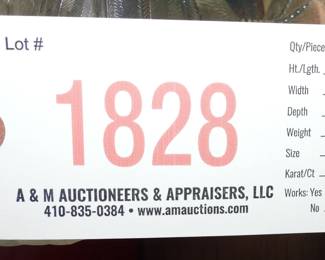 Lot #
1828
A & M AUCTIONEERS & APPRAISERS, LLC
410-835-0384 • www.amauctions.com
Qty/Piece
Ht./Lgth.
Width
Depth
Weight
Size
Karat/Ct
Works: Yes
No